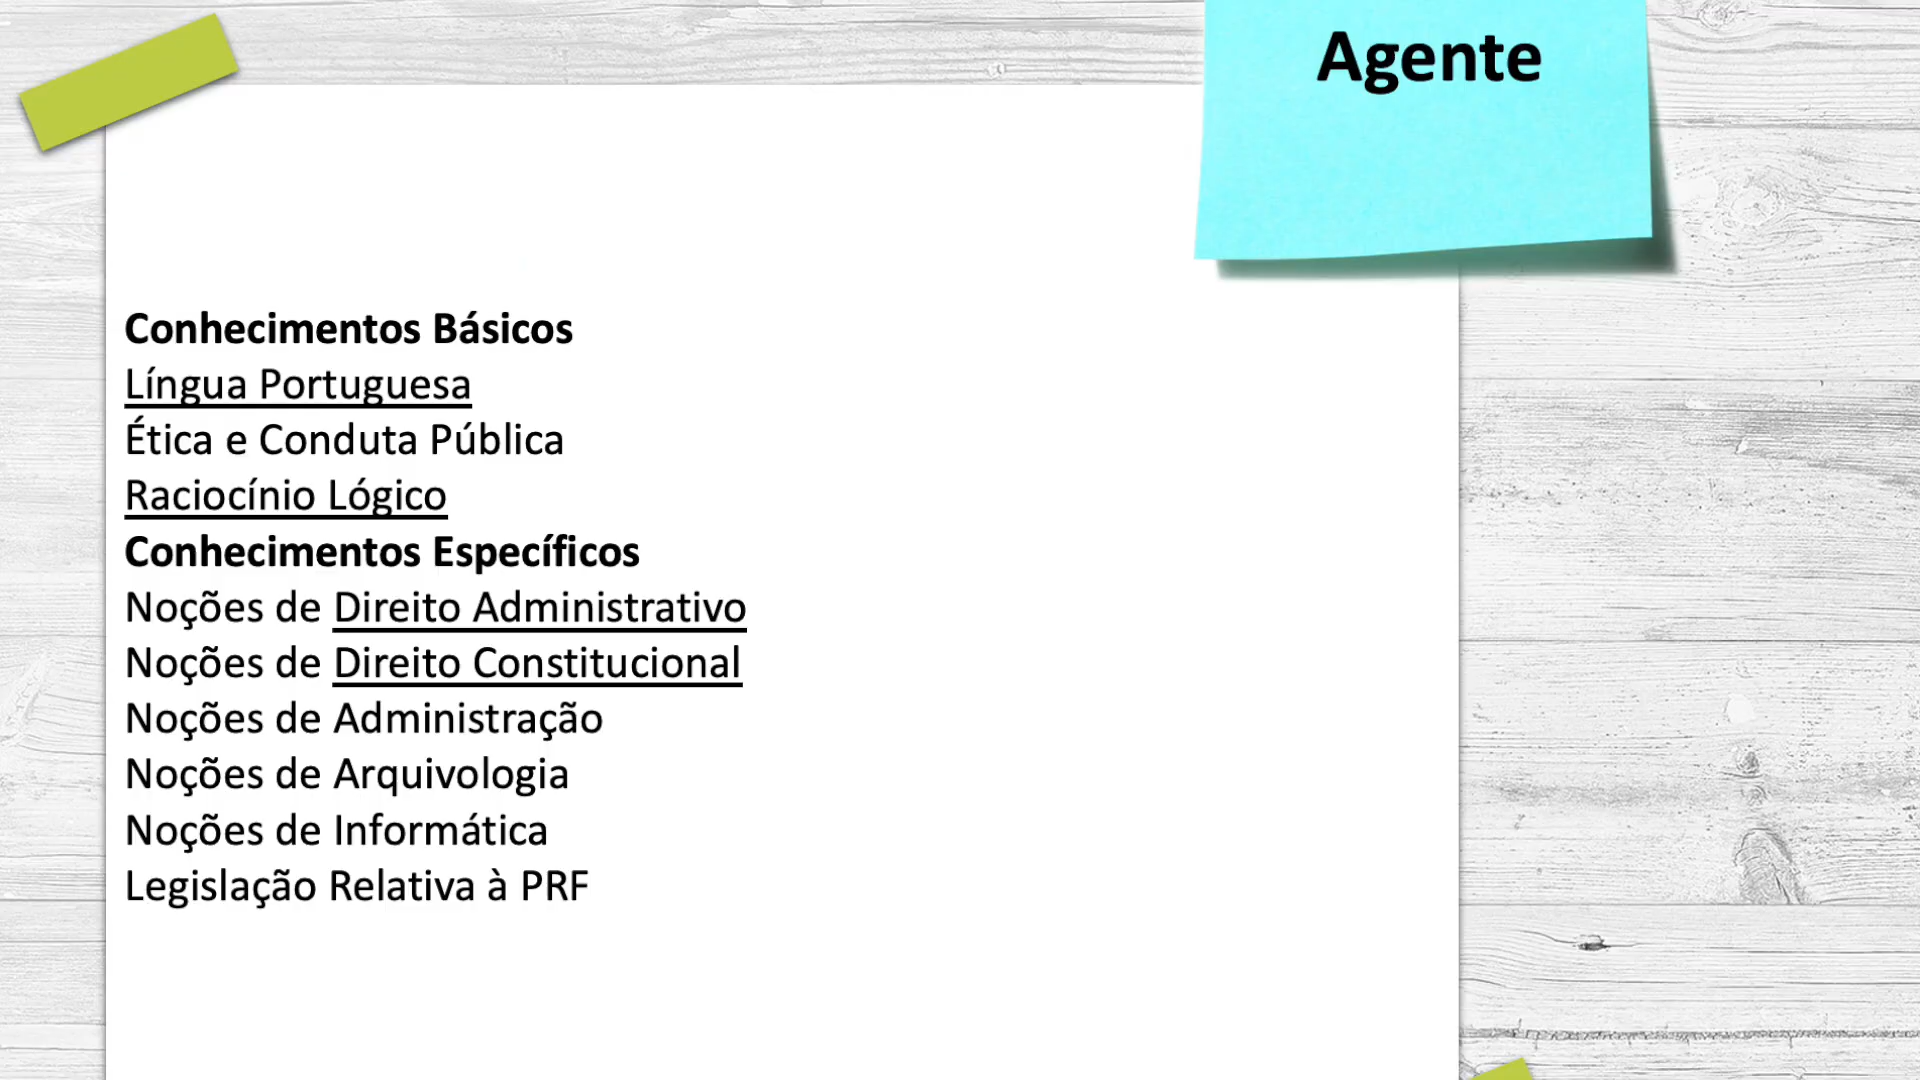 Agente
Conhecimentos Básicos
Língua Portuguesa
Ética e Conduta Pública
Raciocínio Lógico
Conhecimentos Específicos
Noções de Direito Administrativo
Noções de Direito Constitucional
Noções de Administração
Noções de Arquivologia
Noções de Informática
Legislação Relativa à PRF